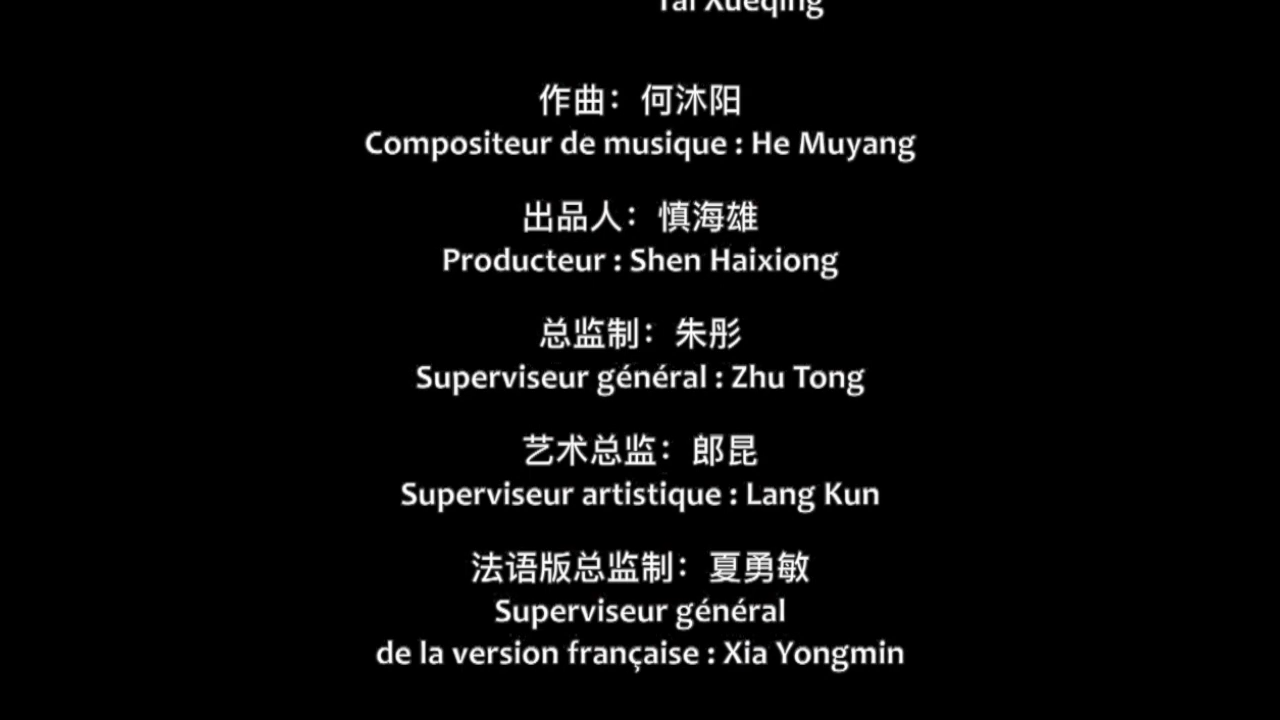 Tai Xueqing
作曲：何沐阳
Compositeur de musique : He Muyang
出品人：慎海雄
Producteur : Shen Haixiong
总监制：朱彤
Superviseur général : Zhu Tong
艺术总监：郎昆
Superviseur artistique : Lang Kun
法语版总监制：夏勇敏
Superviseur général
de la version française : Xia Yongmin